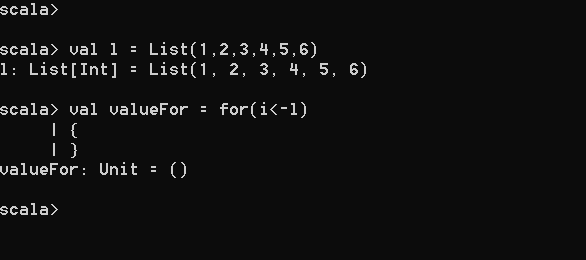 scala>
scala> val l = List(1,2,3,4,5,6)
l: List[Int] = List(1, 2, 3, 4, 5, 6)
scala> val valueFor = for(i<-l)
| {
| }
valueFor: Unit = ()
scala>